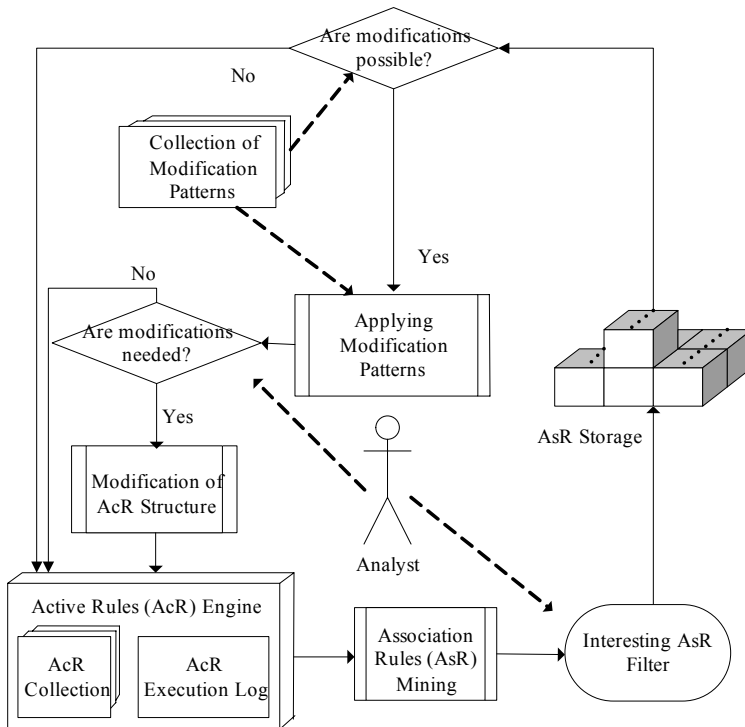 Are modifications
possible?
No
Collection of
Modification
Patterns
Yes
No
Are modifications
needed?
Applying
Modification
Patterns
Yes
AsR Storage
Modification of
AcR Structure
Analyst
Active Rules (AcR) Engine
AcR
Collection
AcR
Execution Log
Association
Rules (AsR)
Mining
Interesting AsR
Filter